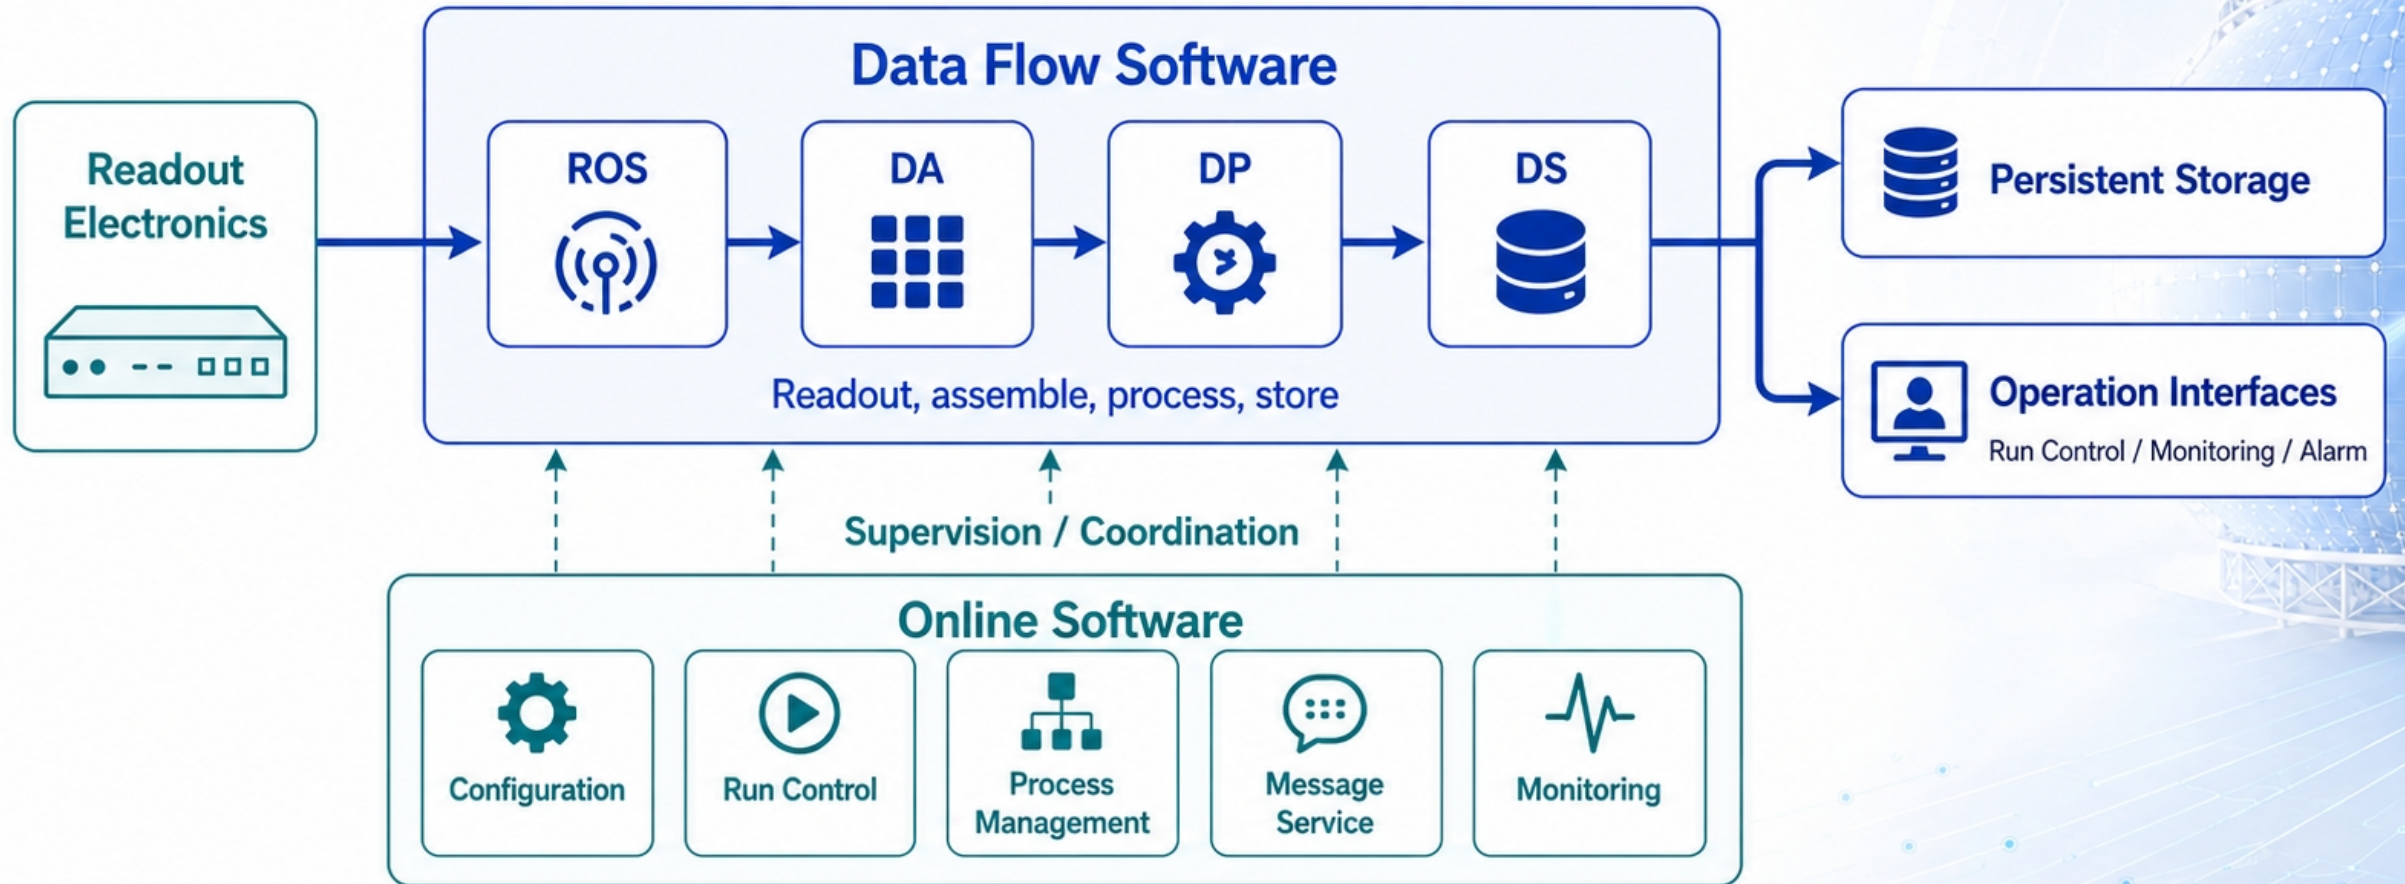 Data Flow Software
Readout
Electronics
ROS
DA
DP
DS
Readout, assemble, process, store
Persistent Storage
Operation Interfaces
Run Control / Monitoring / Alarm
Supervision / Coordination
Online Software
Configuration
Run Control
Process
Management
Message
Service
Monitoring